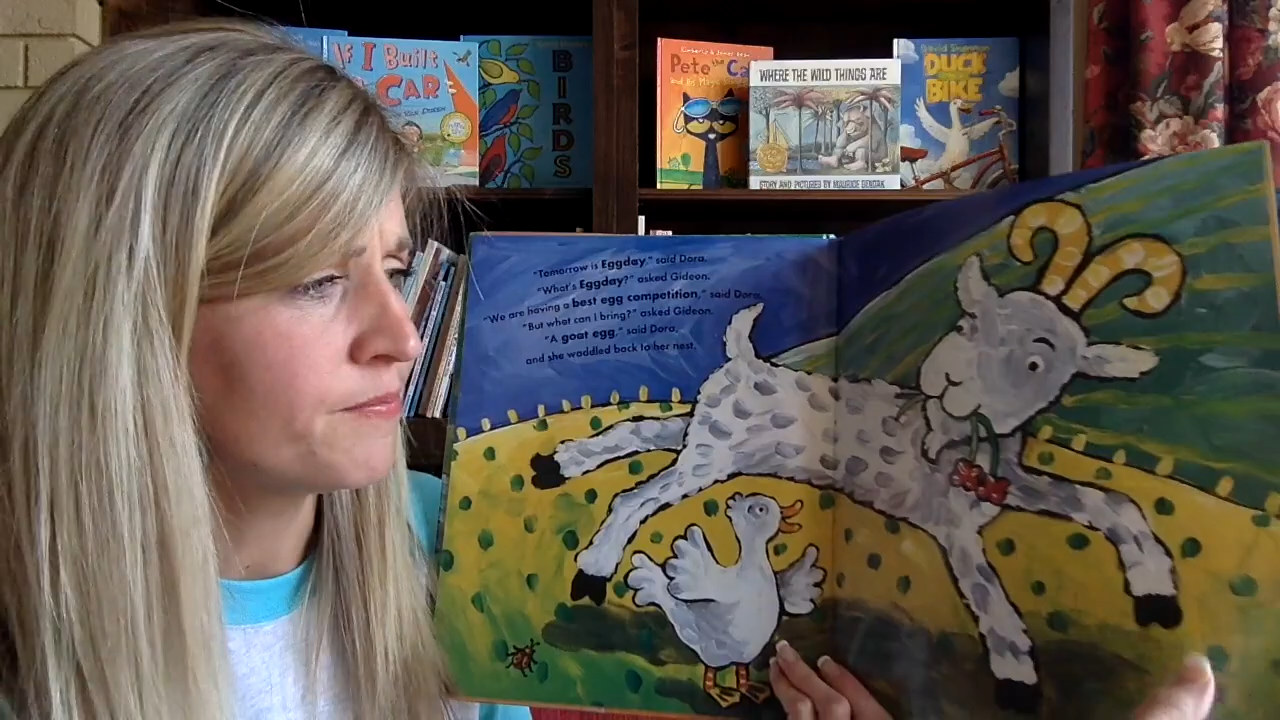 If I Built
CAR
BIRDS
Pete the Ca
WHERE THE WILD THINGS ARE
STORY AND PICTURES BY MAURICE SENDAK
David Shannon
DUCK
BIKE
"Tomorrow is Eggday," said Dora.
"What's Eggday?" asked Gideon.
"We are having a best egg competition," said Dora.
"But what can I bring?" asked Gideon.
"A goat egg," said Dora,
and she waddled back to her nest.